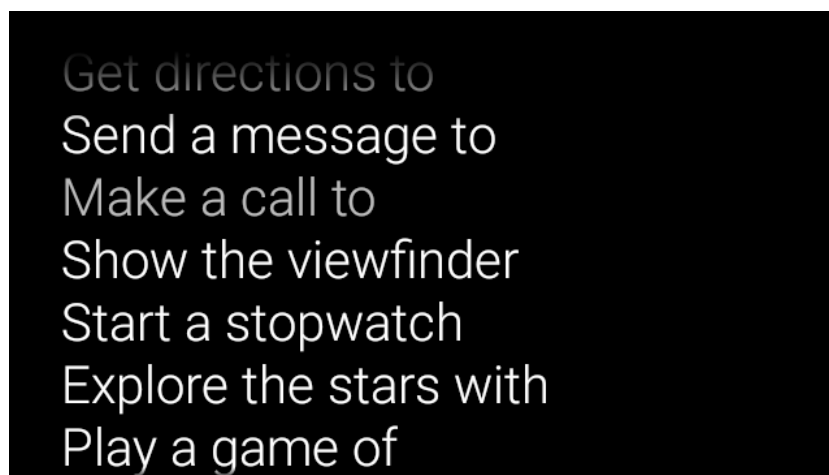 Get directions to
Send a message to
Make a call to
Show the viewfinder
Start a stopwatch
Explore the stars with
Play a game of